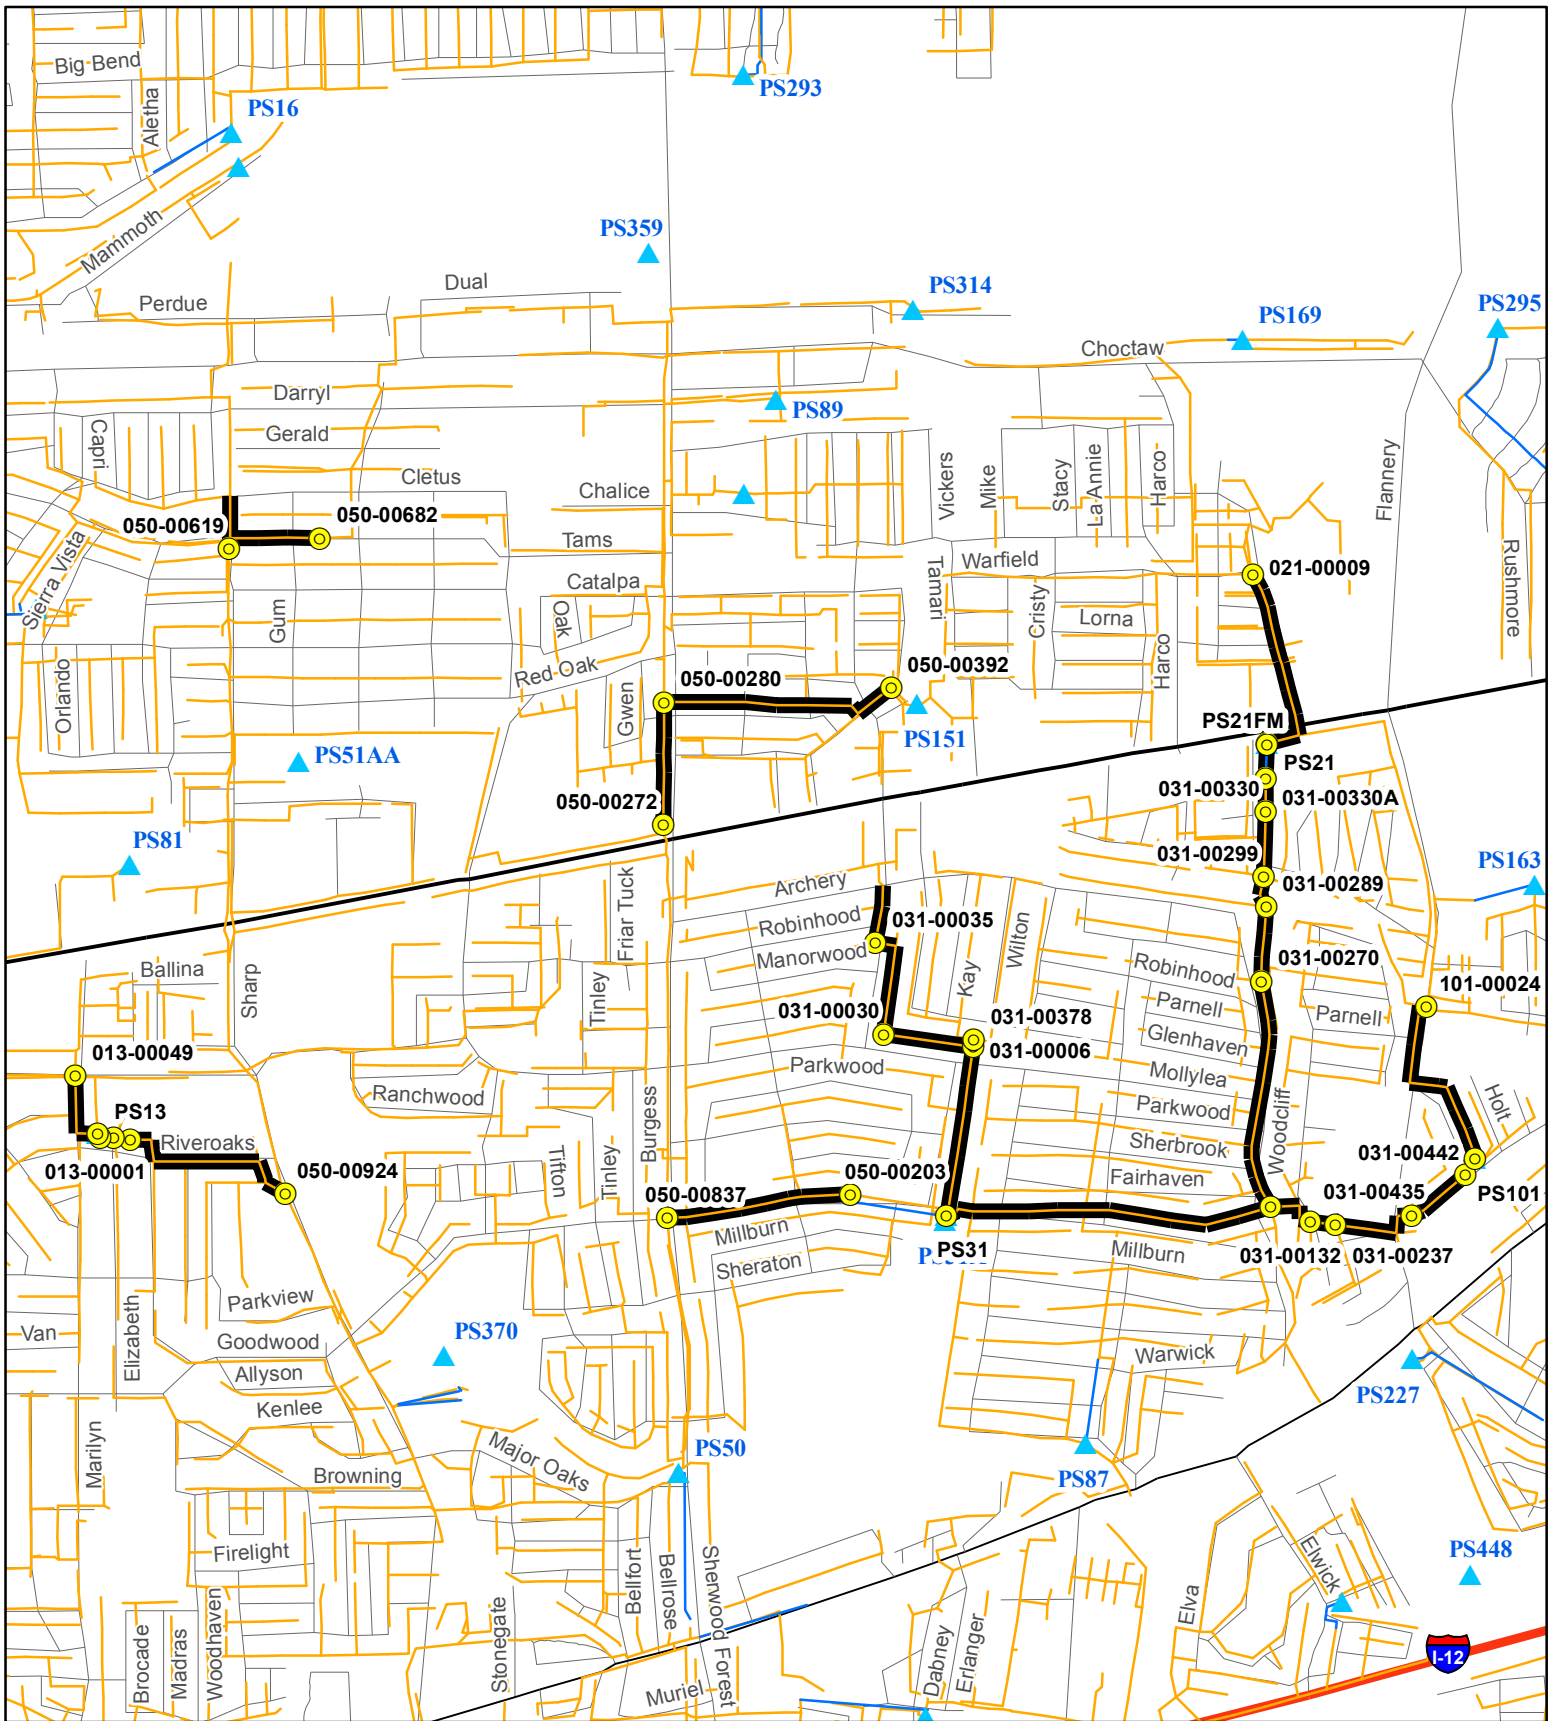 Big Bend
Aletha
PS16
PS293
Mammoth
PS359
Dual
Perdue
PS314
PS169
PS295
Choctaw
Darryl
PS89
Gerald
Capri
Cletus
Chalice
Vickers
Mike
Stacy
La Annie
Harco
Flannery
050-00619
050-00682
Sierra Vista
Tams
Catalpa
Warfield
021-00009
Tamari
Cristy
Lorna
Rushmore
Gum
Oak
Red Oak
Orlando
Gwen
050-00280
050-00392
Harco
PS151
PS21FM
PS21
PS51AA
050-00272
031-00330
031-00330A
PS81
031-00299
031-00289
PS163
Archery
Friar Tuck
Robinhood
031-00035
Wilton
Manorwood
Kay
Robinhood
031-00270
101-00024
Ballina
Sharp
Tinley
Parnell
Parnell
031-00030
031-00378
Glenhaven
013-00049
031-00006
Parkwood
Mollylea
Ranchwood
Parkwood
Holt
PS13
Riveroaks
Burgess
Woodcliff
Sherbrook
031-00442
013-00001
050-00924
Tifton
Tinley
050-00203
Fairhaven
050-00837
031-00435
PS101
Millburn
PS31
Millburn
031-00132
031-00237
Sheraton
Parkview
Van
Elizabeth
Goodwood
PS370
Allyson
Warwick
PS227
Kenlee
Marilyn
Major Oaks
PS50
Browning
PS87
Firelight
Elwick
PS448
Bellfort
Bellrose
Sherwood Forest
Elva
Brocade
Madras
Woodhaven
Stonegate
Dabney
Erlanger
I-12
Muriel